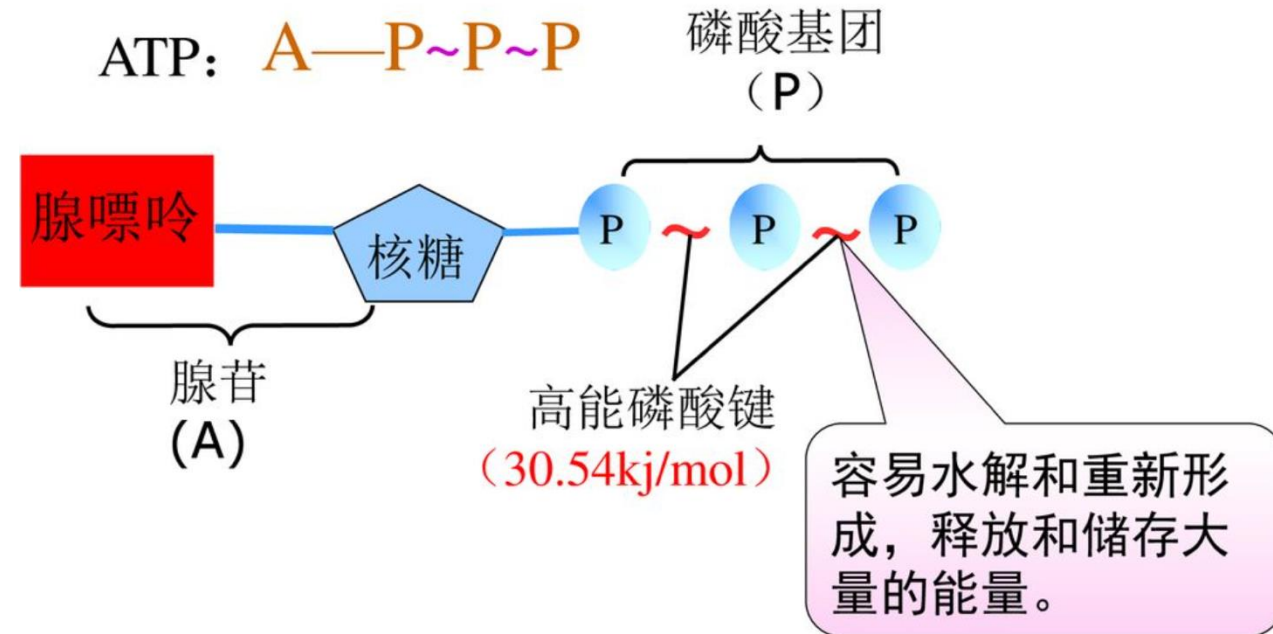 ATP： A—P~P~P
磷酸基团
（P）
腺嘌呤
核糖
P ~ P ~ P
腺苷
(A)
高能磷酸键
（30.54kj/mol）
容易水解和重新形
成，释放和储存大
量的能量。